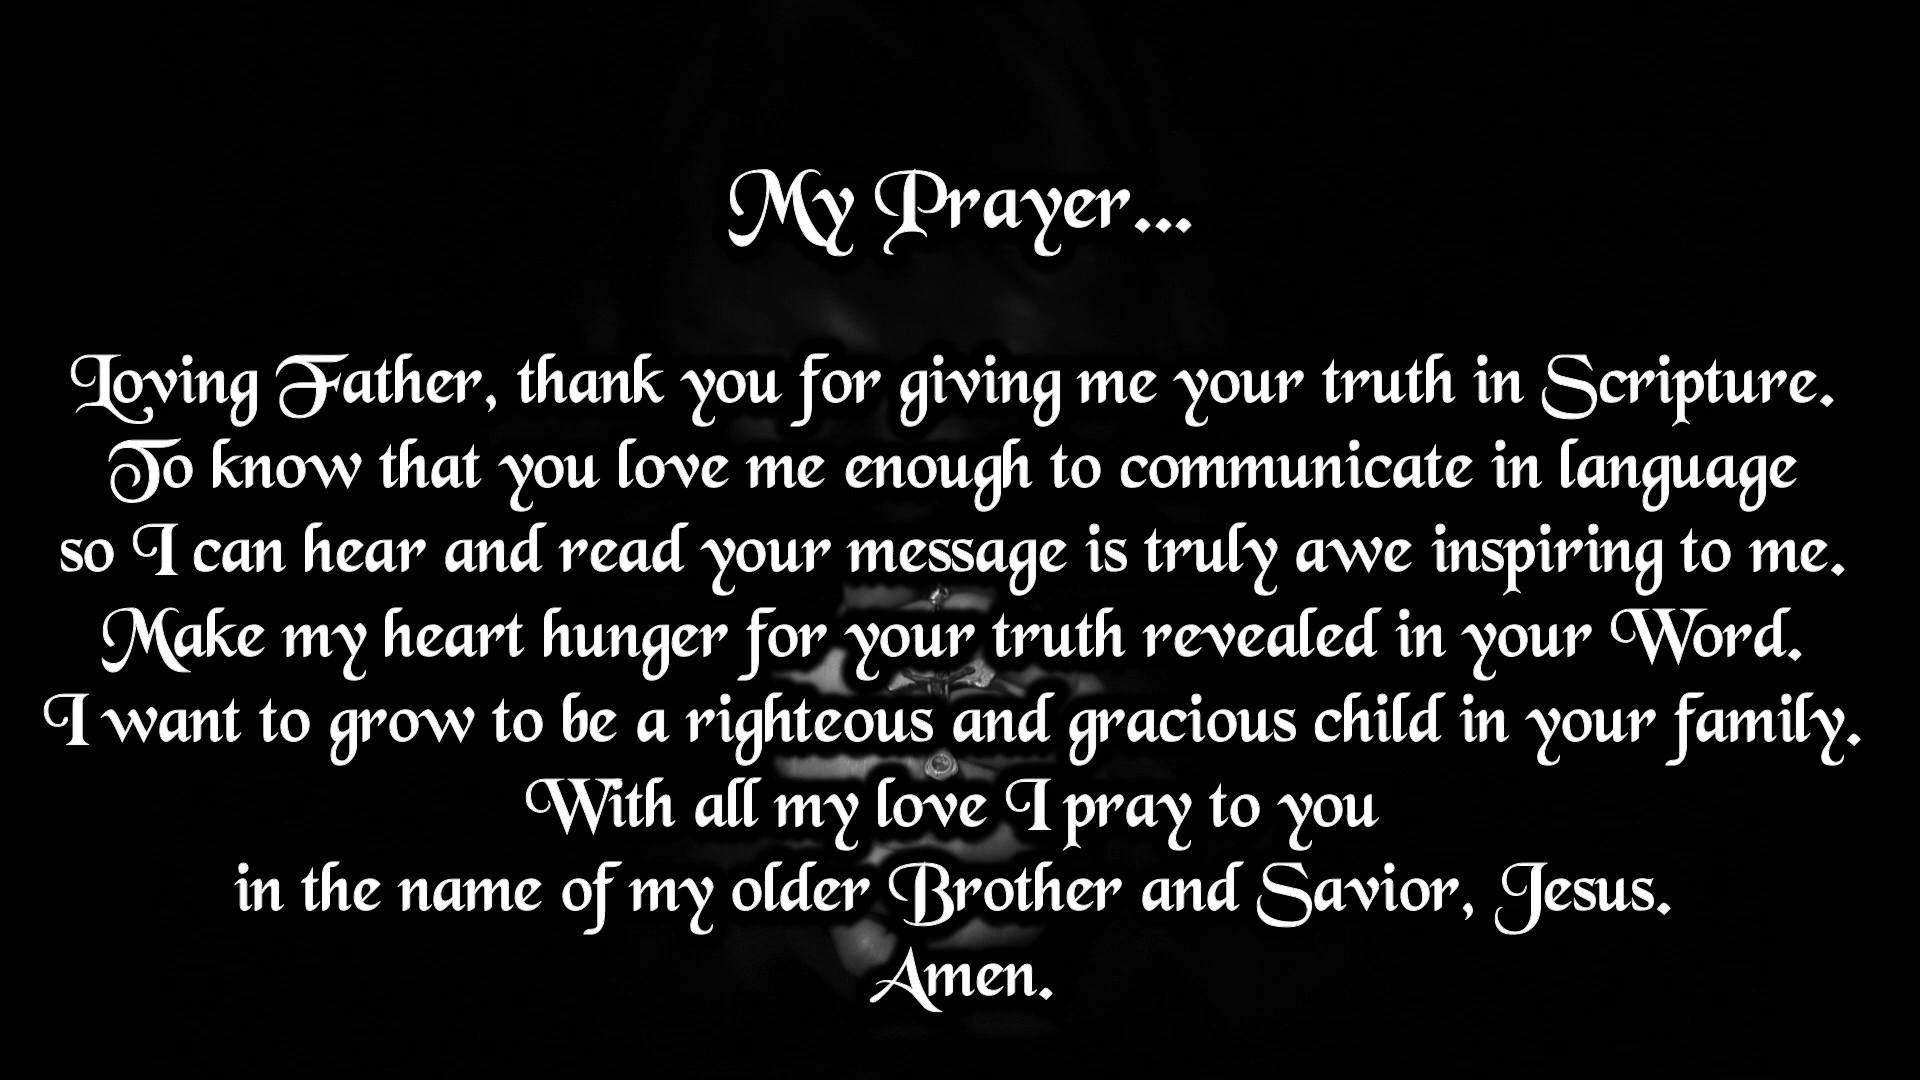 My Prayer...
Loving Father, thank you for giving me your truth in Scripture.
To know that you love me enough to communicate in language
so I can hear and read your message is truly awe inspiring to me.
Make my heart hunger for your truth revealed in your Word.
I want to grow to be a righteous and gracious child in your family.
With all my love I pray to you
in the name of my older Brother and Savior, Jesus.
Amen.